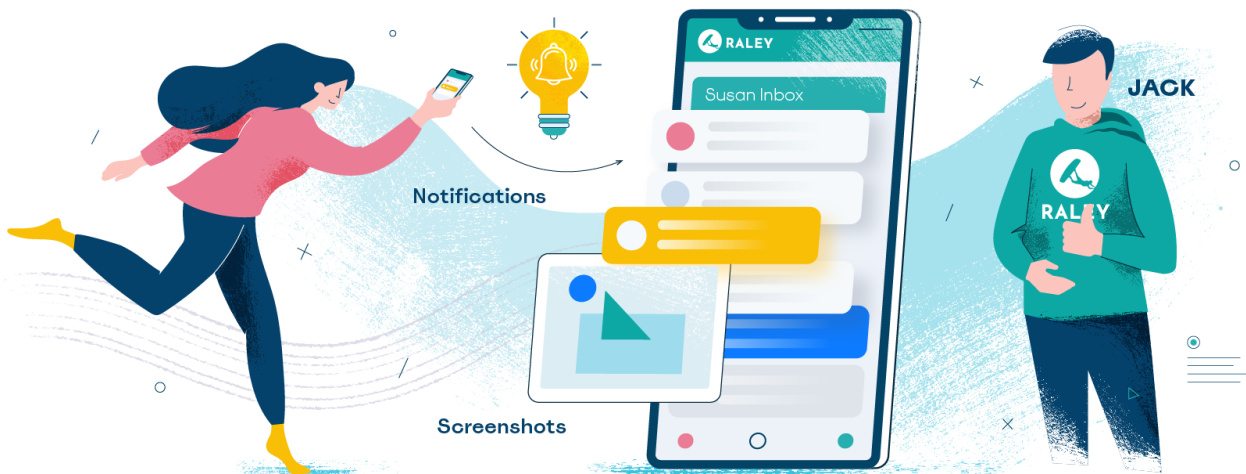 RALEY
Susan Inbox
JACK
Notifications
RALEY
Screenshots